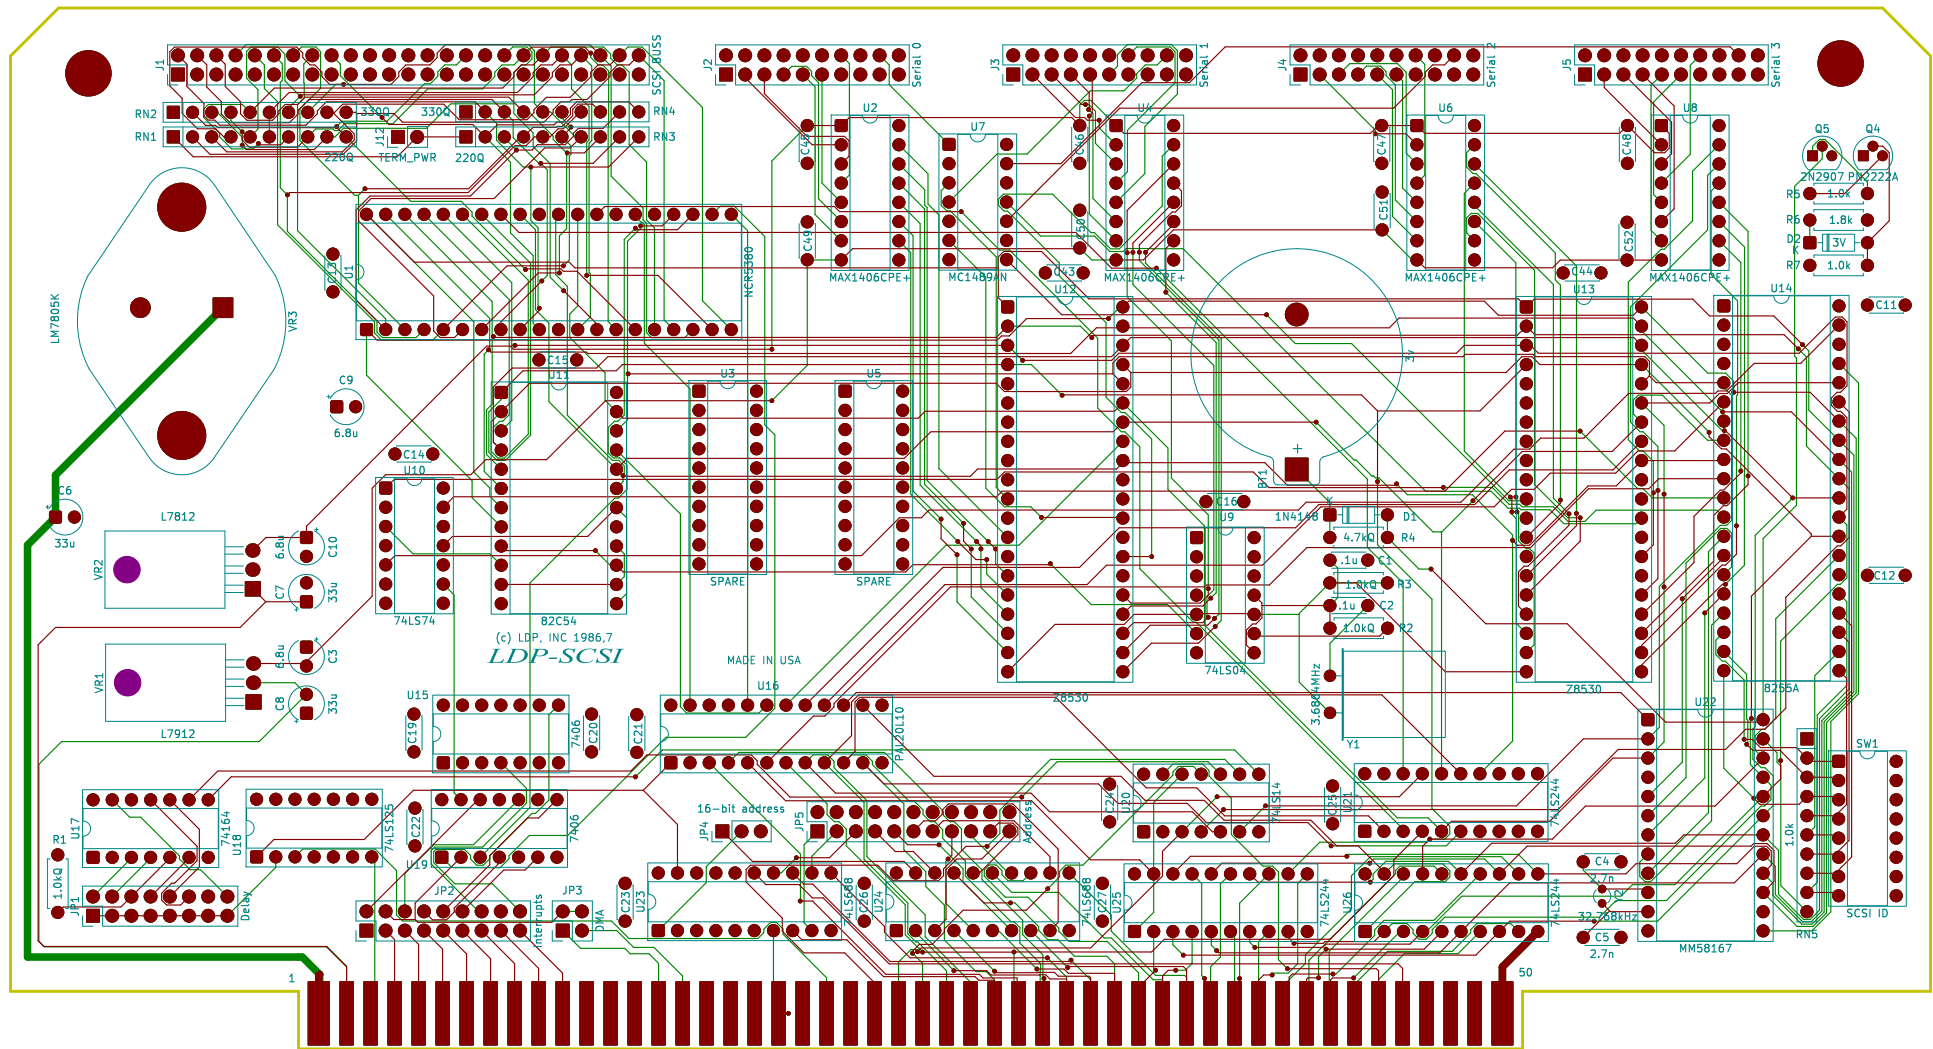 J1
SCSI BUSS
J2
Serial 0
J3
Serial 1
J4
Serial 2
J5
Serial 3
RN2
330Ω
330Ω
RN4
RN1
J12
RN3
220Ω
TERM_PWR
220Ω
U2
U7
U4
U6
U8
Q5
Q4
C45
C46
C47
C48
2N2907
PN2222A
R5
1.0k
R6
1.8k
D2
3V
K
R7
1.0k
C49
C50
C51
C52
C13
U1
NCR5380
MAX1406CPE+
MC1489AN
MAX1406CPE+
MAX1406CPE+
MAX1406CPE+
C43
C44
U12
U13
U14
C11
LM7805K
VR3
C15
U11
U3
U5
3v
C9
+
6.8u
+
BT1
C14
U10
C6
+
33u
L7812
VR2
6.8u
+
C10
C7
33u
+
C16
U9
K
1N4148
D1
4.7kΩ
R4
.1u
C1
1.0kΩ
R3
.1u
C2
1.0kΩ
R2
C12
SPARE
SPARE
74LS74
82C54
(c) LDP, INC 1986,7
LDP-SCSI
MADE IN USA
74LS04
Z8530
Z8530
8255A
6.8u
+
C3
VR1
C8
33u
+
L7912
3.6864MHz
Y1
U15
7406
C19
C20
C21
U16
PAL20L10
U22
SW1
U17
74164
U18
74LS125
C22
U19
7406
16-bit address
JP4
JP5
Address
C24
U20
74LS14
C25
U21
74LS244
1.0k
R1
1.0kΩ
JP1
Delay
JP2
Interrupts
JP3
DMA
C23
U23
74LS688
C26
U24
74LS688
C27
U25
74LS244
U26
74LS244
C4
2.7n
Y2
32.768kHz
C5
2.7n
MM58167
RN5
SCSI ID
1
50